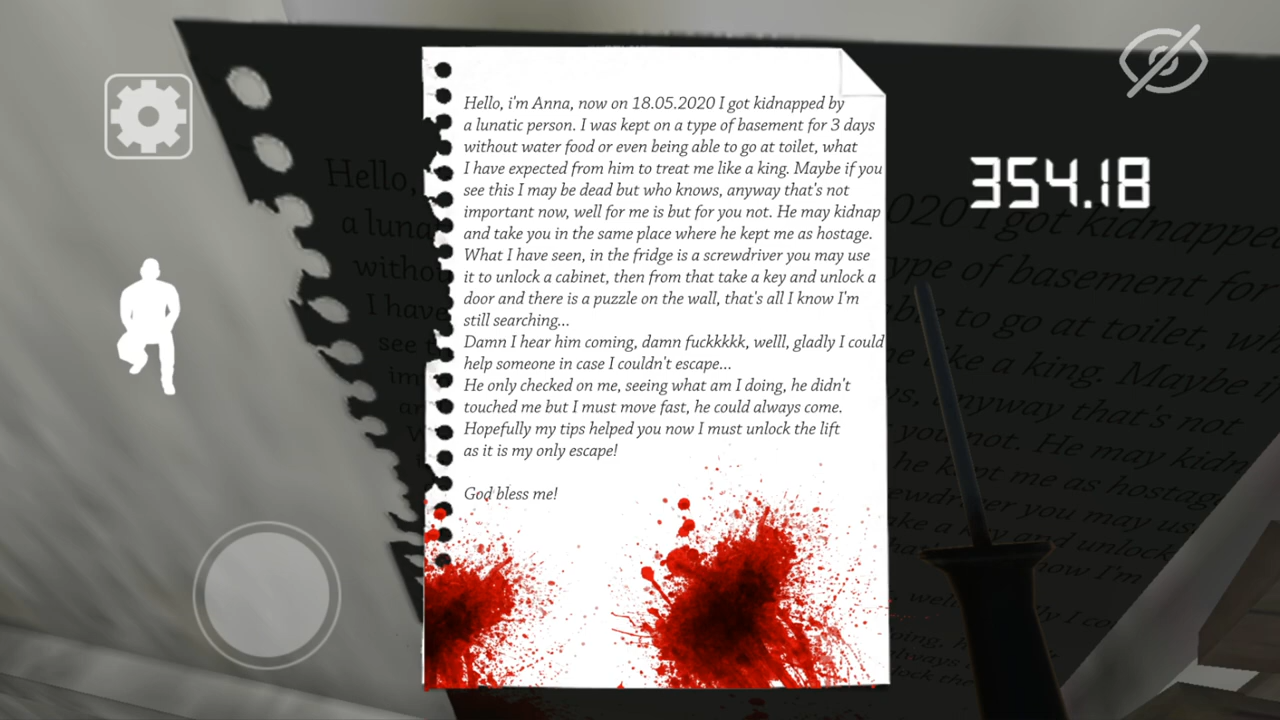 Hello, i'm Anna, now on 18.05.2020 I got kidnapped by
a lunatic person. I was kept on a type of basement for 3 days
without water food or even being able to go at toilet, what
I have expected from him to treat me like a king. Maybe if you
see this I may be dead but who knows, anyway that's not
important now, well for me is but for you not. He may kidnap
and take you in the same place where he kept me as hostage.
What I have seen, in the fridge is a screwdriver you may use
it to unlock a cabinet, then from that take a key and unlock a
door and there is a puzzle on the wall, that's all I know I'm
still searching...
Damn I hear him coming, damn fuckkkkk, welll, gladly I could
help someone in case I couldn't escape...
He only checked on me, seeing what am I doing, he didn't
touched me but I must move fast, he could always come.
Hopefully my tips helped you now I must unlock the lift
as it is my only escape!
God bless me!
354.18